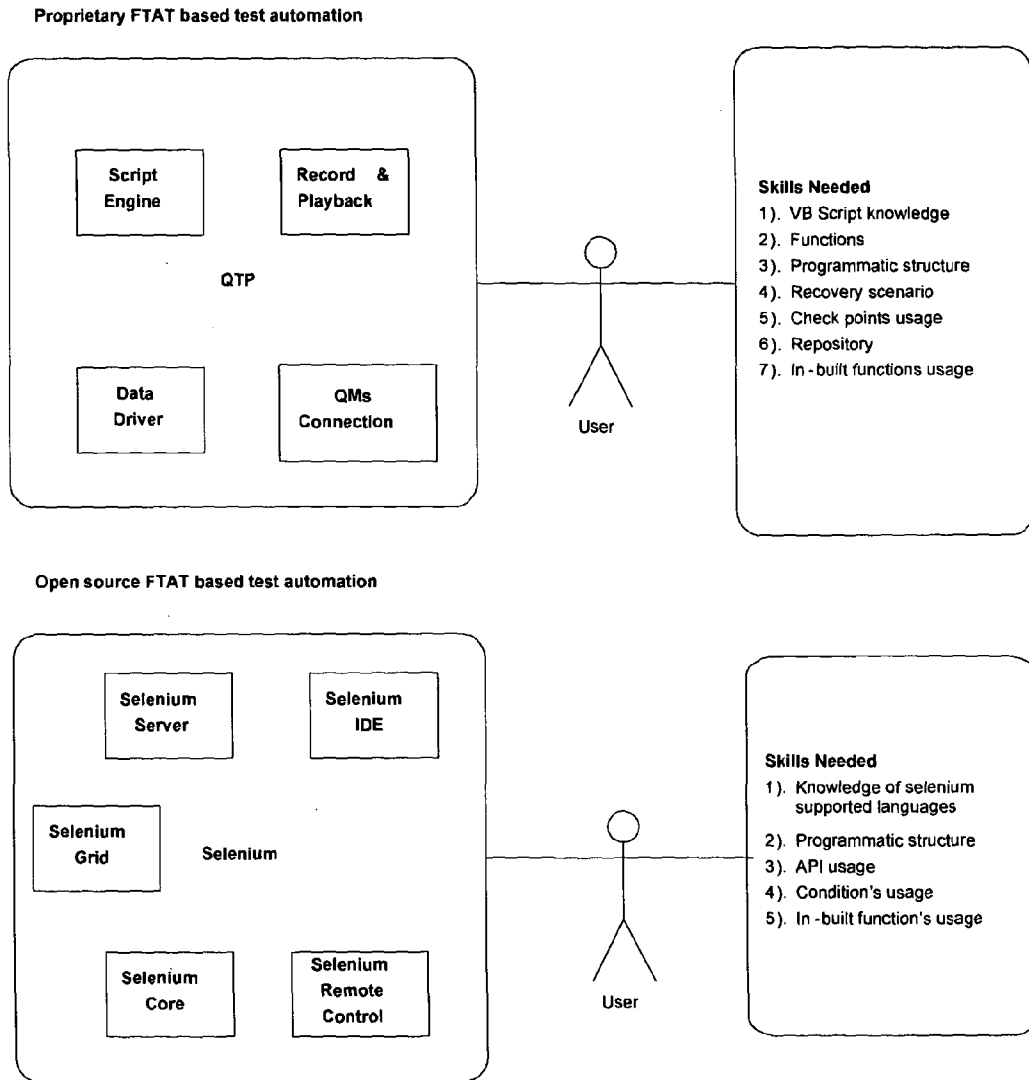 Proprietary FTAT based test automation
Script
Engine
Record &
Playback
QTP
Data
Driver
QMs
Connection
User
Skills Needed
1). VB Script knowledge
2). Functions
3). Programmatic structure
4). Recovery scenario
5). Check points usage
6). Repository
7). In -built functions usage
Open source FTAT based test automation
Selenium
Server
Selenium
IDE
Selenium
Grid
Selenium
Selenium
Core
Selenium
Remote
Control
User
Skills Needed
1). Knowledge of selenium
supported languages
2). Programmatic structure
3). API usage
4). Condition's usage
5). In -built function's usage